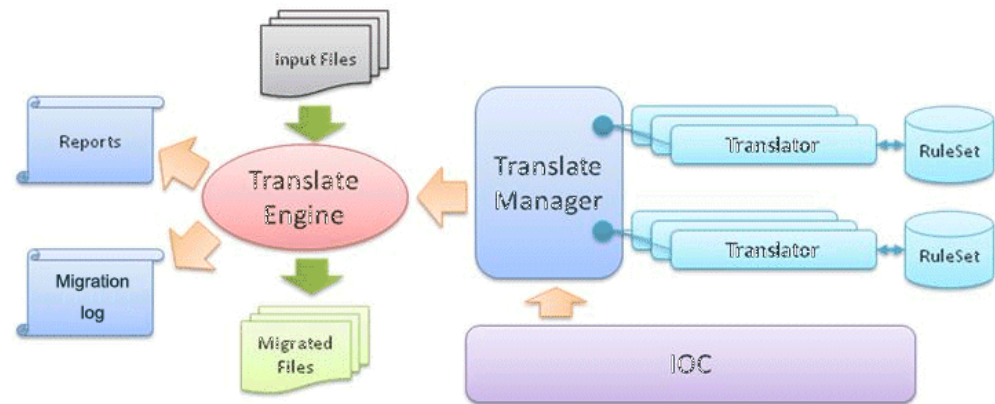 Input Files
Reports
Translate
Engine
Migration
log
Migrated
Files
Translate
Manager
Translator
RuleSet
Translator
RuleSet
IOC